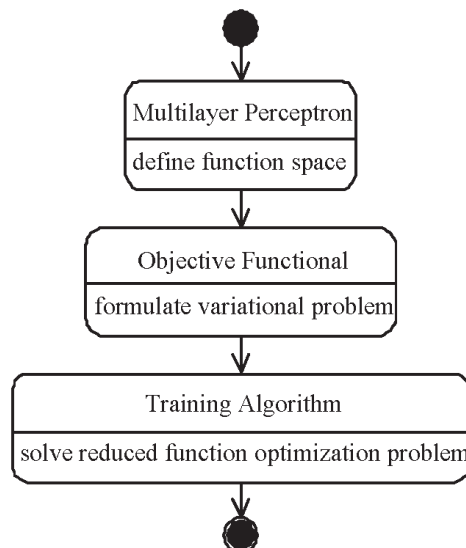 Multilayer Perceptron
define function space
Objective Functional
formulate variational problem
Training Algorithm
solve reduced function optimization problem